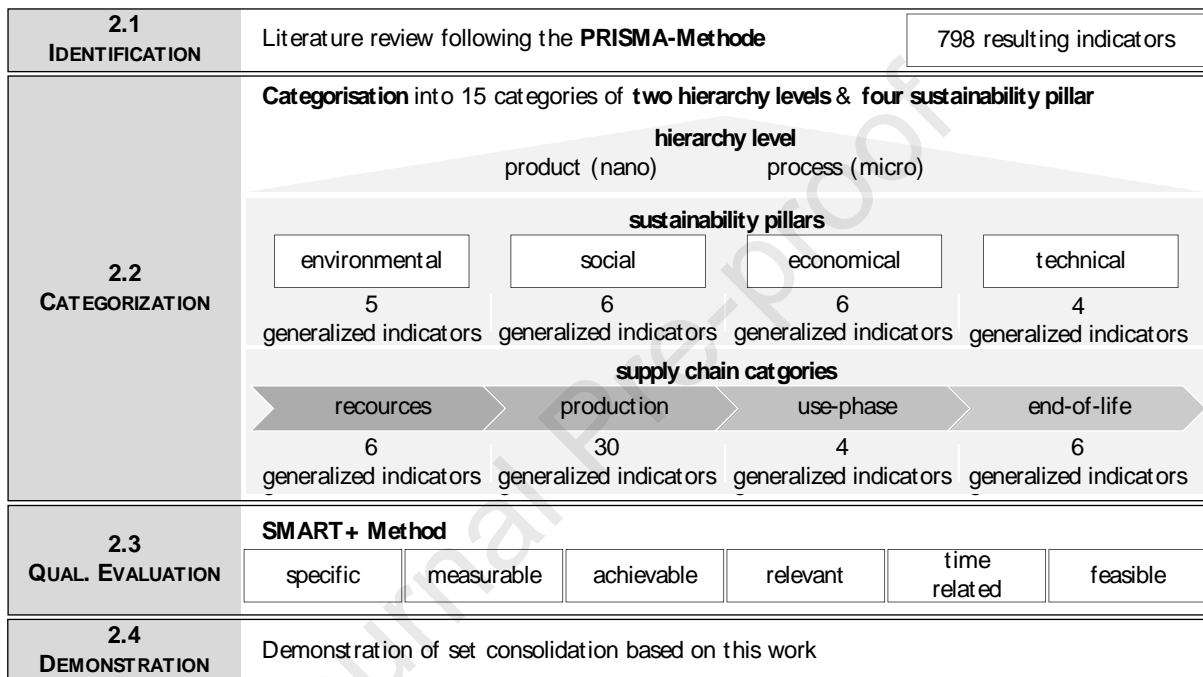 2.1
IDENTIFICATION
Literature review following the PRISMA-Methode
798 resulting indicators
2.2
CATEGORIZATION
Categorisation into 15 categories of two hierarchy levels & four sustainability pillar
hierarchy level
product (nano) process (micro)
sustainability pillars
environmental social economical technical
5 6 6 4
generalized indicators generalized indicators generalized indicators generalized indicators
supply chain catgories
recources production use-phase end-of-life
6 30 4 6
generalized indicators generalized indicators generalized indicators generalized indicators
2.3
QUAL. EVALUATION
SMART+ Method
specific measurable achievable relevant time related feasible
2.4
DEMONSTRATION
Demonstration of set consolidation based on this work
Journal Pre-proof